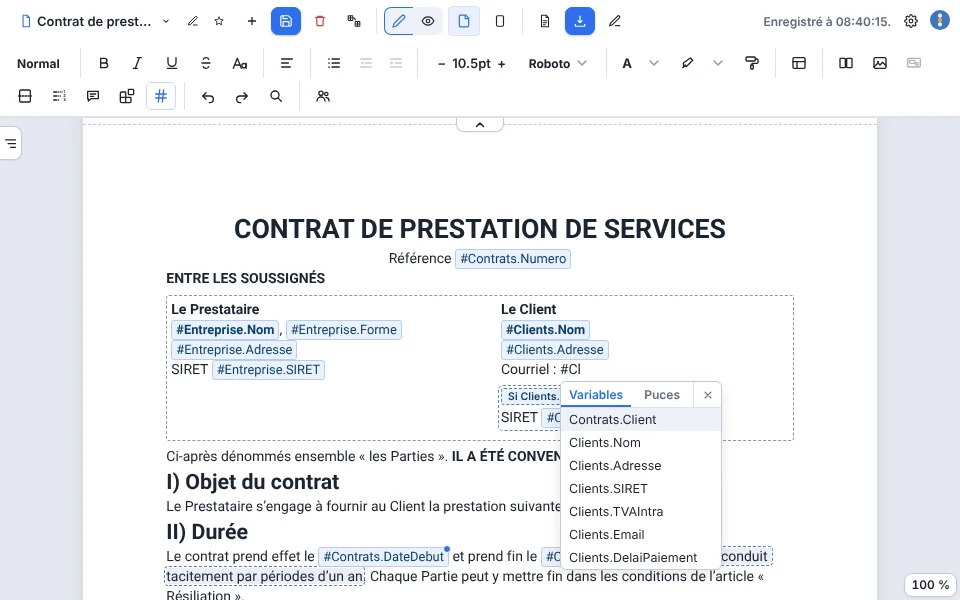 Contrat de prest...
Enregistré à 08:40:15.
Normal
B I U S Aa
− 10.5pt +
Roboto
A
CONTRAT DE PRESTATION DE SERVICES
Référence #Contrats.Numero
ENTRE LES SOUSSIGNÉS
Le Prestataire
#Entreprise.Nom , #Entreprise.Forme
#Entreprise.Adresse
SIRET #Entreprise.SIRET
Le Client
#Clients.Nom
#Clients.Adresse
Courriel : #Cl
Si Clients.
SIRET #C
Variables
Puces
Contrats.Client
Clients.Nom
Clients.Adresse
Clients.SIRET
Clients.TVAIntra
Clients.Email
Clients.DelaiPaiement
Ci-après dénommés ensemble « les Parties ». IL A ÉTÉ CONVEN
I) Objet du contrat
Le Prestataire s’engage à fournir au Client la prestation suivante
II) Durée
Le contrat prend effet le #Contrats.DateDebut et prend fin le #C conduit
tacitement par périodes d’un an. Chaque Partie peut y mettre fin dans les conditions de l’article «
Résiliation ».
100 %